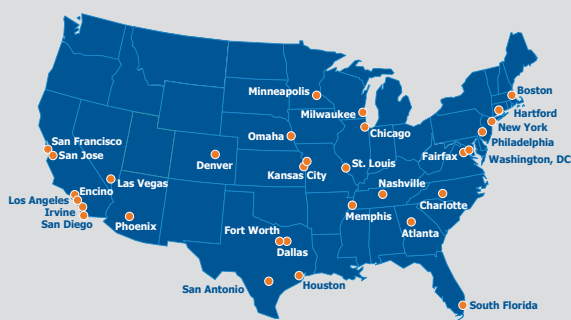 Boston
Minneapolis
Milwaukee
Hartford
New York
Chicago
Omaha
San Francisco
Philadelphia
San Jose
Fairfax
Washington, DC
Denver
St. Louis
Kansas City
Las Vegas
Nashville
Encino
Los Angeles
Charlotte
Irvine
Memphis
San Diego
Phoenix
Fort Worth
Atlanta
Dallas
Houston
San Antonio
South Florida